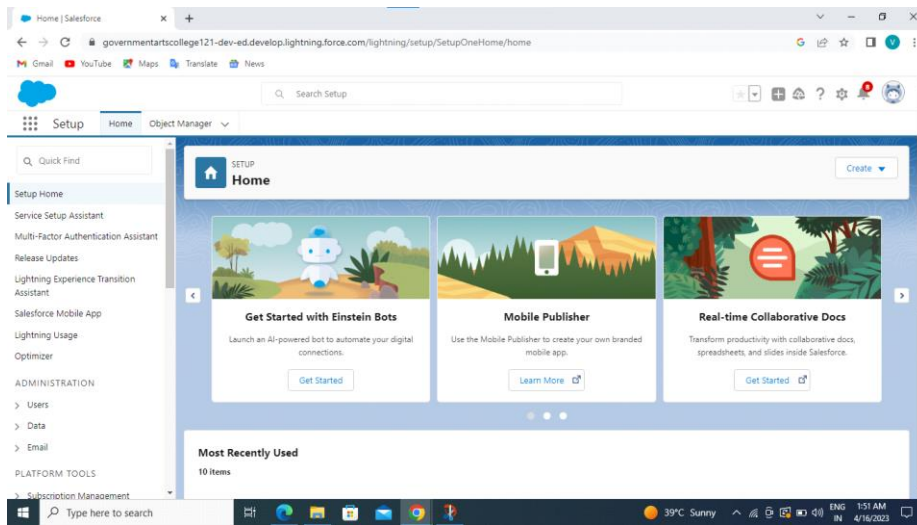 Home | Salesforce
governmentartscollege121-dev-ed.develop.lightning.force.com/lightning/setup/SetupOneHome/home
G
V
Gmail YouTube Maps Translate News
Search Setup
Setup Home Object Manager
Quick Find
Setup Home
Service Setup Assistant
Multi-Factor Authentication Assistant
Release Updates
Lightning Experience Transition
Assistant
Salesforce Mobile App
Lightning Usage
Optimizer
ADMINISTRATION
Users
Data
Email
PLATFORM TOOLS
Subscription Management
SETUP
Home
Create
Get Started with Einstein Bots
Launch an AI-powered bot to automate your digital
connections.
Get Started
Mobile Publisher
Use the Mobile Publisher to create your own branded
mobile app.
Learn More
Real-time Collaborative Docs
Transform productivity with collaborative docs,
spreadsheets, and slides inside Salesforce.
Get Started
Most Recently Used
10 items
Type here to search
39°C Sunny
ENG
IN
1:51 AM
4/16/2023